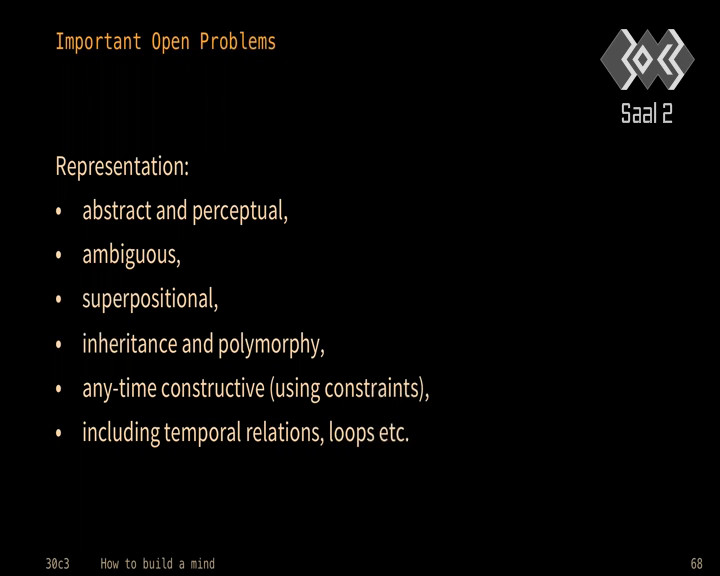 Important Open Problems
Saal 2
Representation:
• abstract and perceptual,
• ambiguous,
• superpositional,
• inheritance and polymorphy,
• any-time constructive (using constraints),
• including temporal relations, loops etc.
30c3 How to build a mind 68